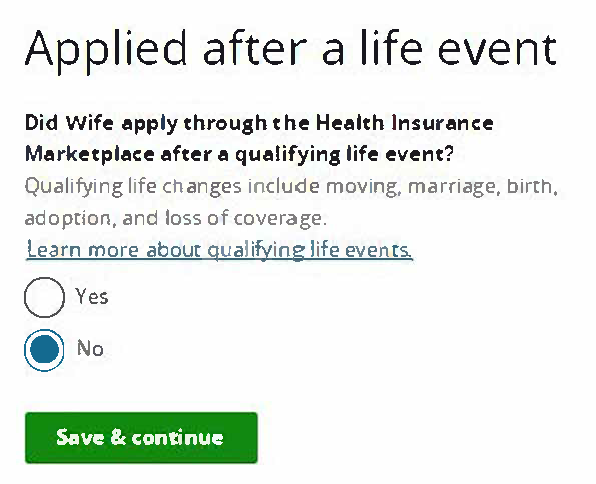 Applied after a life event
Did Wife apply through the Health Insurance
Marketplace after a qualifying life event?
Qualifying life changes include moving, marriage, birth,
adoption, and loss of coverage.
Learn more about qualifying life events.
Yes
No
Save & continue